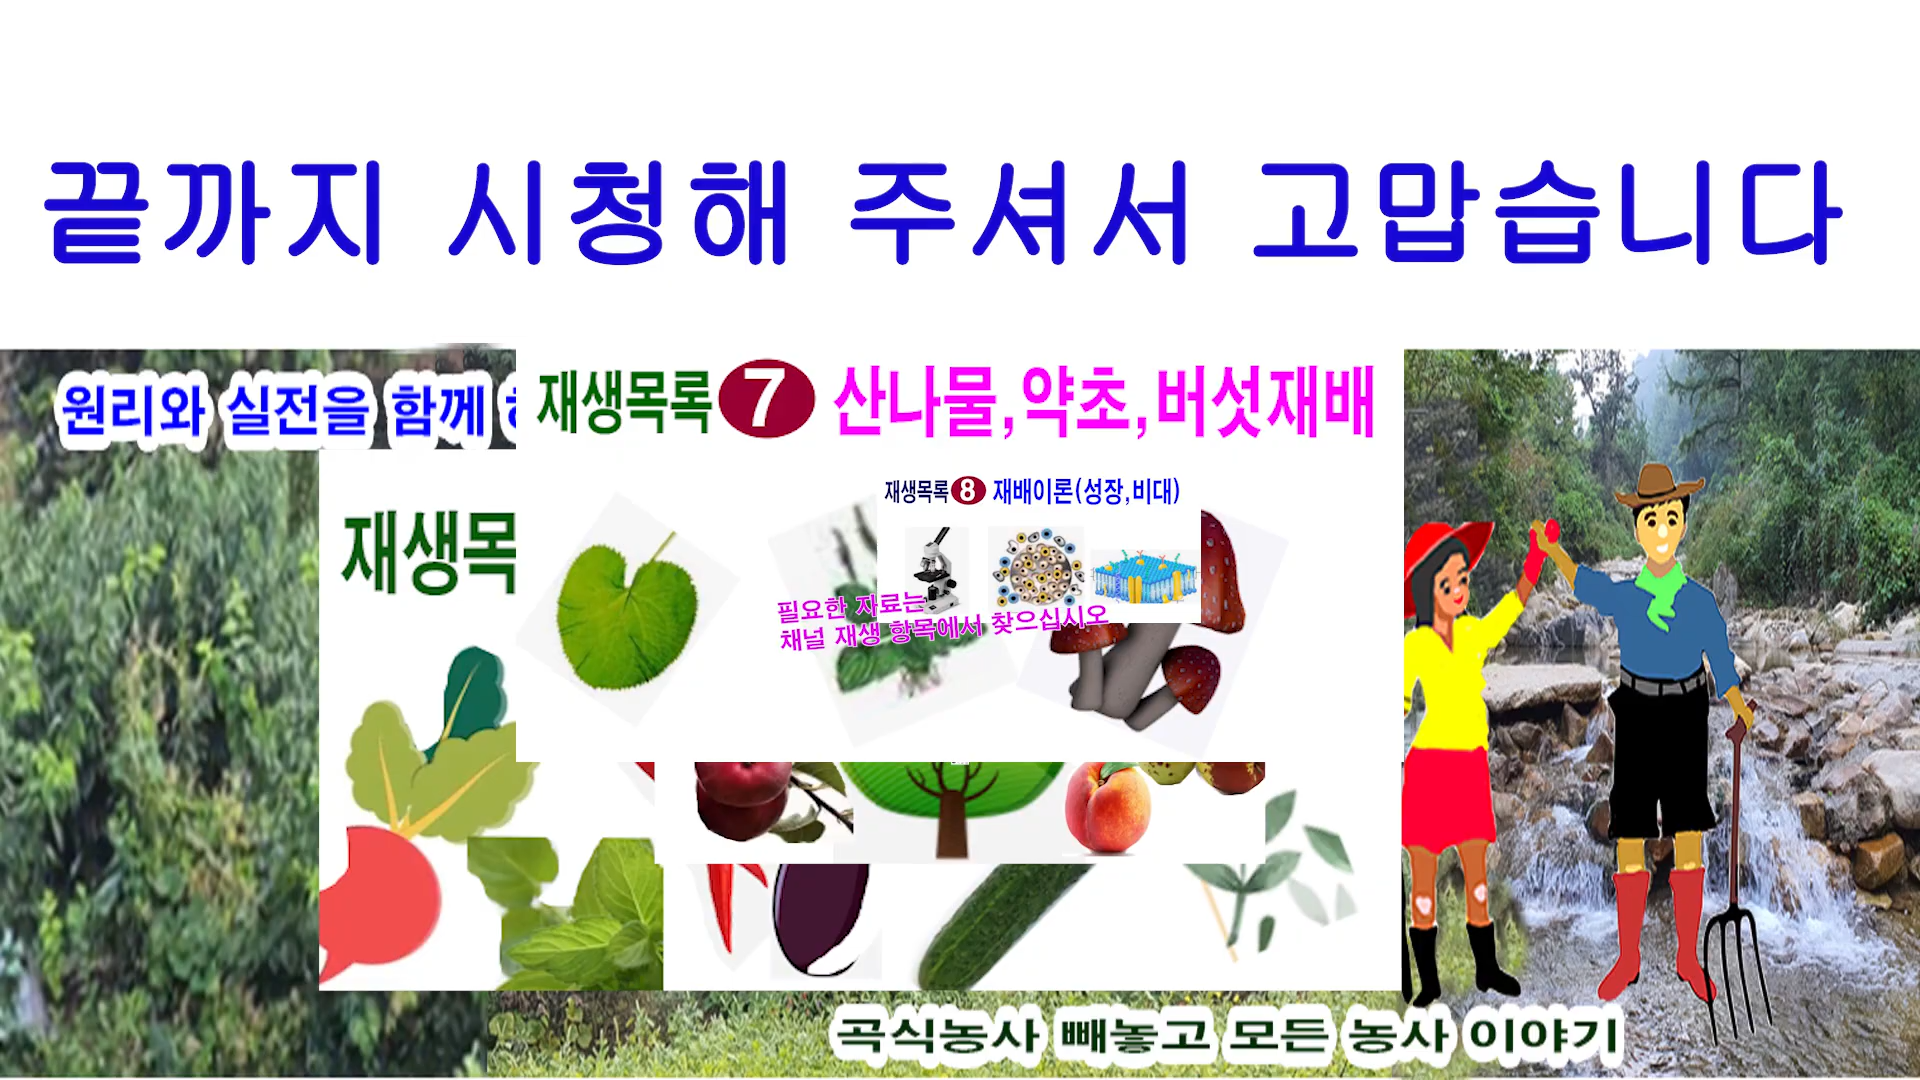 끝까지 시청해 주셔서 고맙습니다
원리와 실전을 함께
재생목록 7 산나물,약초,버섯재배
재생목록 8 재배이론(성장,비대)
재생목
필요한 자료는
채널 재생 항목에서 찾으십시오
곡식농사 빼놓고 모든 농사 이야기